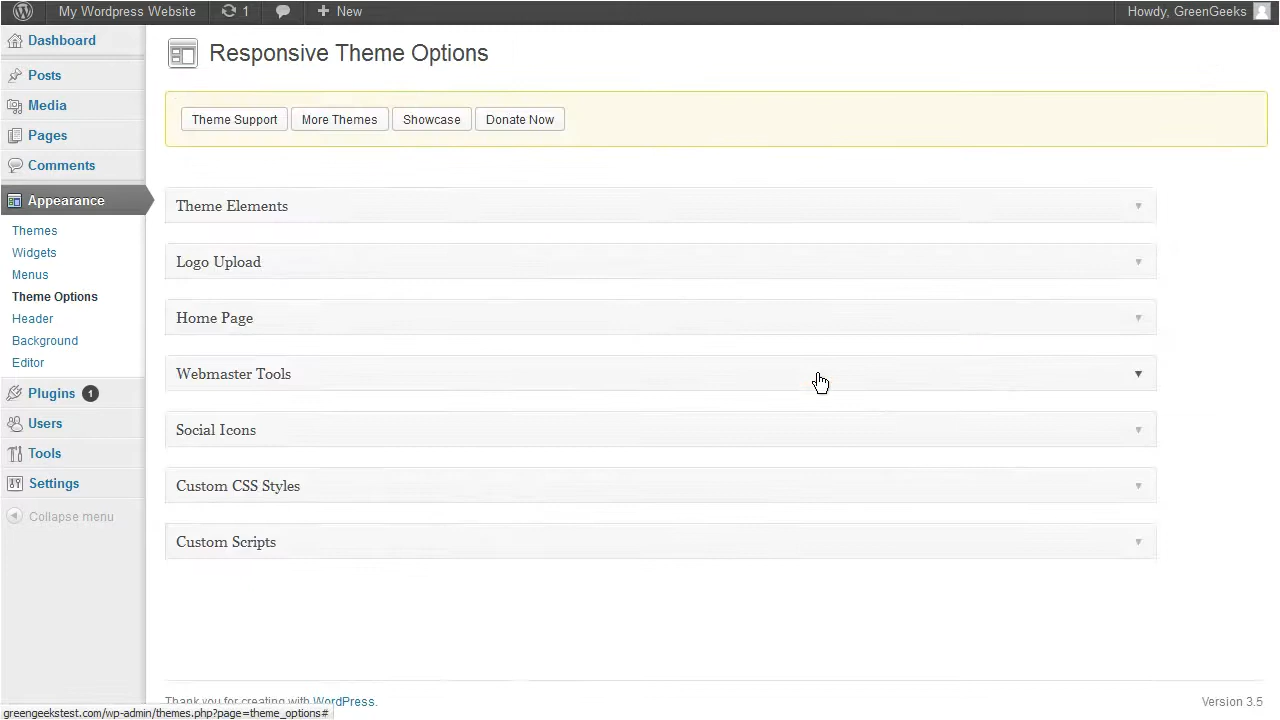 My Wordpress Website 1 + New Howdy, GreenGeeks
Dashboard
Posts
Media
Pages
Comments
Appearance
Themes
Widgets
Menus
Theme Options
Header
Background
Editor
Plugins 1
Users
Tools
Settings
Collapse menu
Responsive Theme Options
Theme Support More Themes Showcase Donate Now
Theme Elements
Logo Upload
Home Page
Webmaster Tools
Social Icons
Custom CSS Styles
Custom Scripts
Thank you for creating with WordPress. Version 3.5
greengeekstest.com/wp-admin/themes.php?page=theme_options#